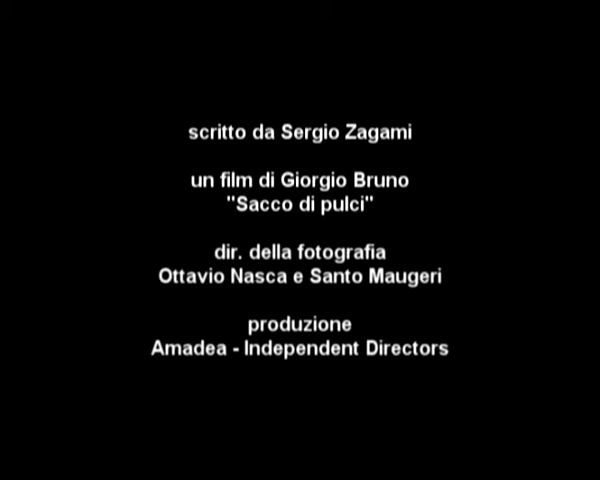 scritto da Sergio Zagami
un film di Giorgio Bruno
"Sacco di pulci"
dir. della fotografia
Ottavio Nasca e Santo Maugeri
produzione
Amadea - Independent Directors